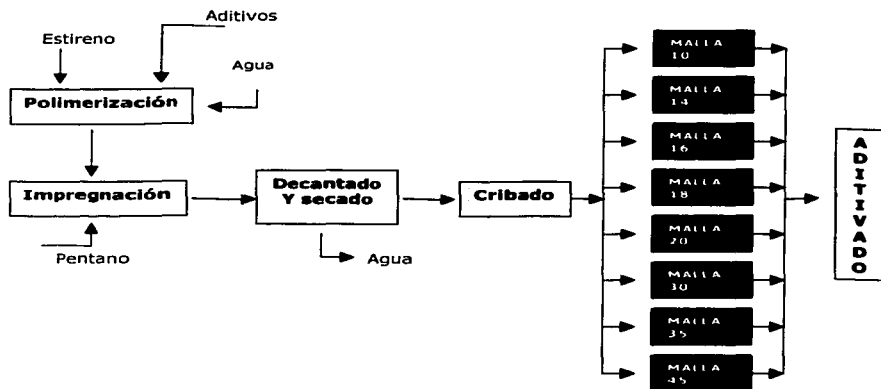 Estireno
Aditivos
Agua
Polimerización
Impregnación
Pentano
Decantado
Y secado
Agua
Cribado
MALLA
10
MALLA
14
MALLA
16
MALLA
18
MALLA
20
MALLA
30
MALLA
35
MALLA
45
ADITIVADO